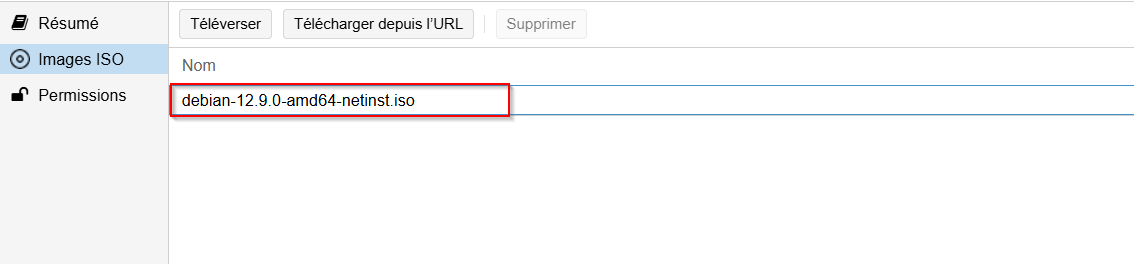 Résumé
Téléverser
Télécharger depuis l’URL
Supprimer
Images ISO
Nom
Permissions
debian-12.9.0-amd64-netinst.iso